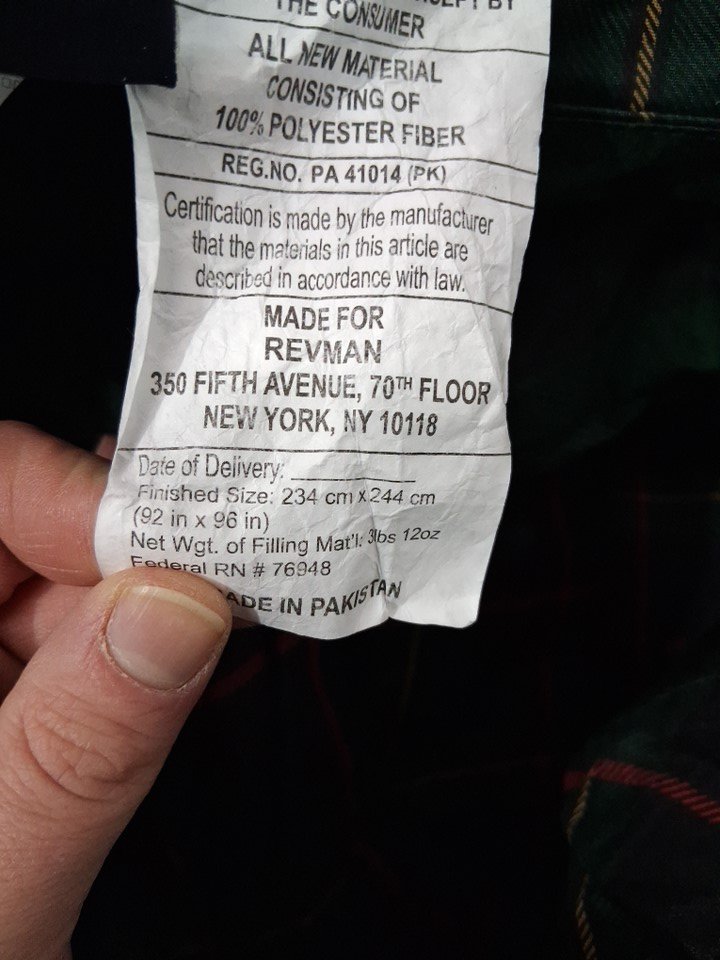 THE CONSUMER
ALL NEW MATERIAL
CONSISTING OF
100% POLYESTER FIBER
REG.NO. PA 41014 (PK)
Certification is made by the manufacturer
that the materials in this article are
described in accordance with law.
MADE FOR
REVMAN
350 FIFTH AVENUE, 70TH FLOOR
NEW YORK, NY 10118
Date of Delivery:
Finished Size: 234 cm x 244 cm
(92 in x 96 in)
Net Wgt. of Filling Mat'l: 3lbs 12oz
Federal RN # 76948
ADE IN PAKISTAN